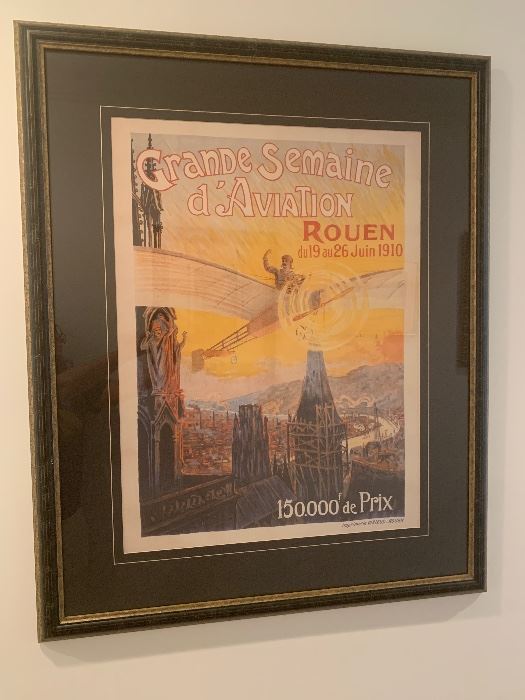 Grande Semaine
d'Aviation
Rouen
du 19 au 26 Juin 1910
150.000f de Prix